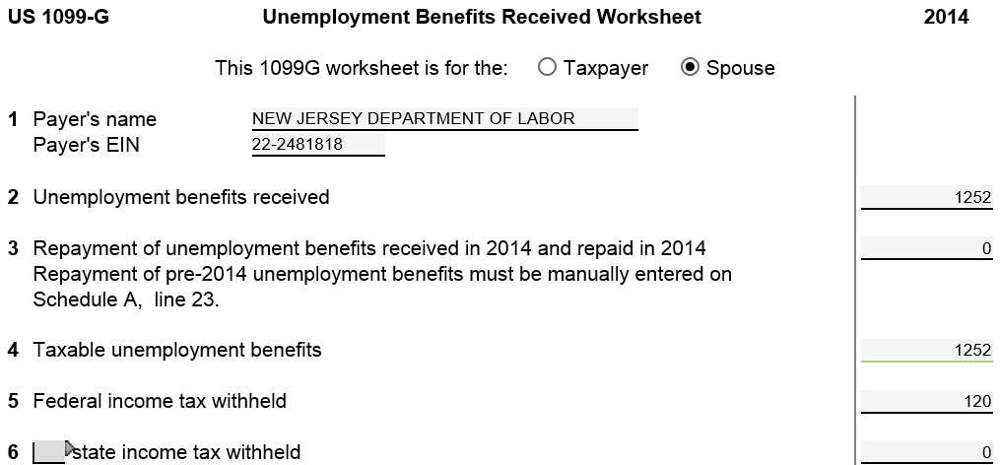 US 1099-G Unemployment Benefits Received Worksheet 2014
This 1099G worksheet is for the: Taxpayer Spouse
1 Payer's name NEW JERSEY DEPARTMENT OF LABOR
Payer's EIN 22-2481818
2 Unemployment benefits received 1252
3 Repayment of unemployment benefits received in 2014 and repaid in 2014 0
Repayment of pre-2014 unemployment benefits must be manually entered on
Schedule A, line 23.
4 Taxable unemployment benefits 1252
5 Federal income tax withheld 120
6 state income tax withheld 0